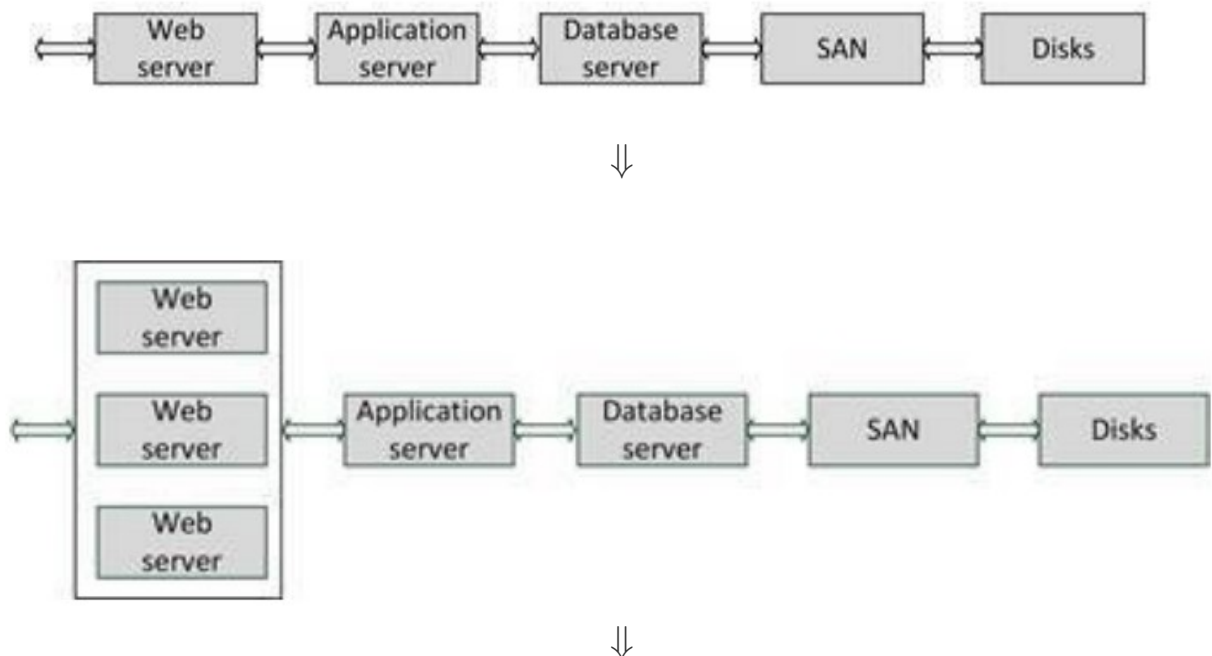 Web
server
Application
server
Database
server
SAN
Disks
⇓
Web
server
Web
server
Web
server
Application
server
Database
server
SAN
Disks
⇓